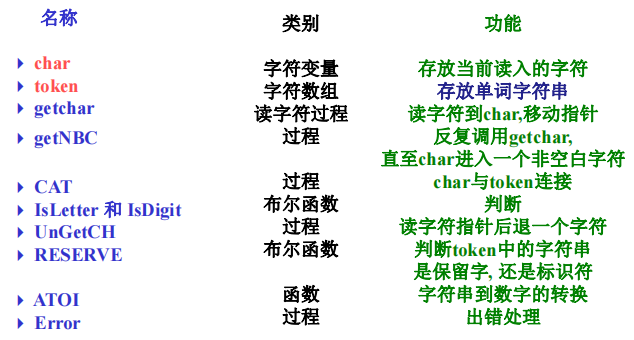 名称 类别 功能
char 字符变量 存放当前读入的字符
token 字符数组 存放单词字符串
getchar 读字符过程 读字符到char,移动指针
getNBC 过程 反复调用getchar,
直至char进入一个非空白字符
CAT 过程 char与token连接
IsLetter 和 IsDigit 布尔函数 判断
UnGetCH 过程 读字符指针后退一个字符
RESERVE 布尔函数 判断token中的字符串
是保留字, 还是标识符
ATOI 函数 字符串到数字的转换
Error 过程 出错处理